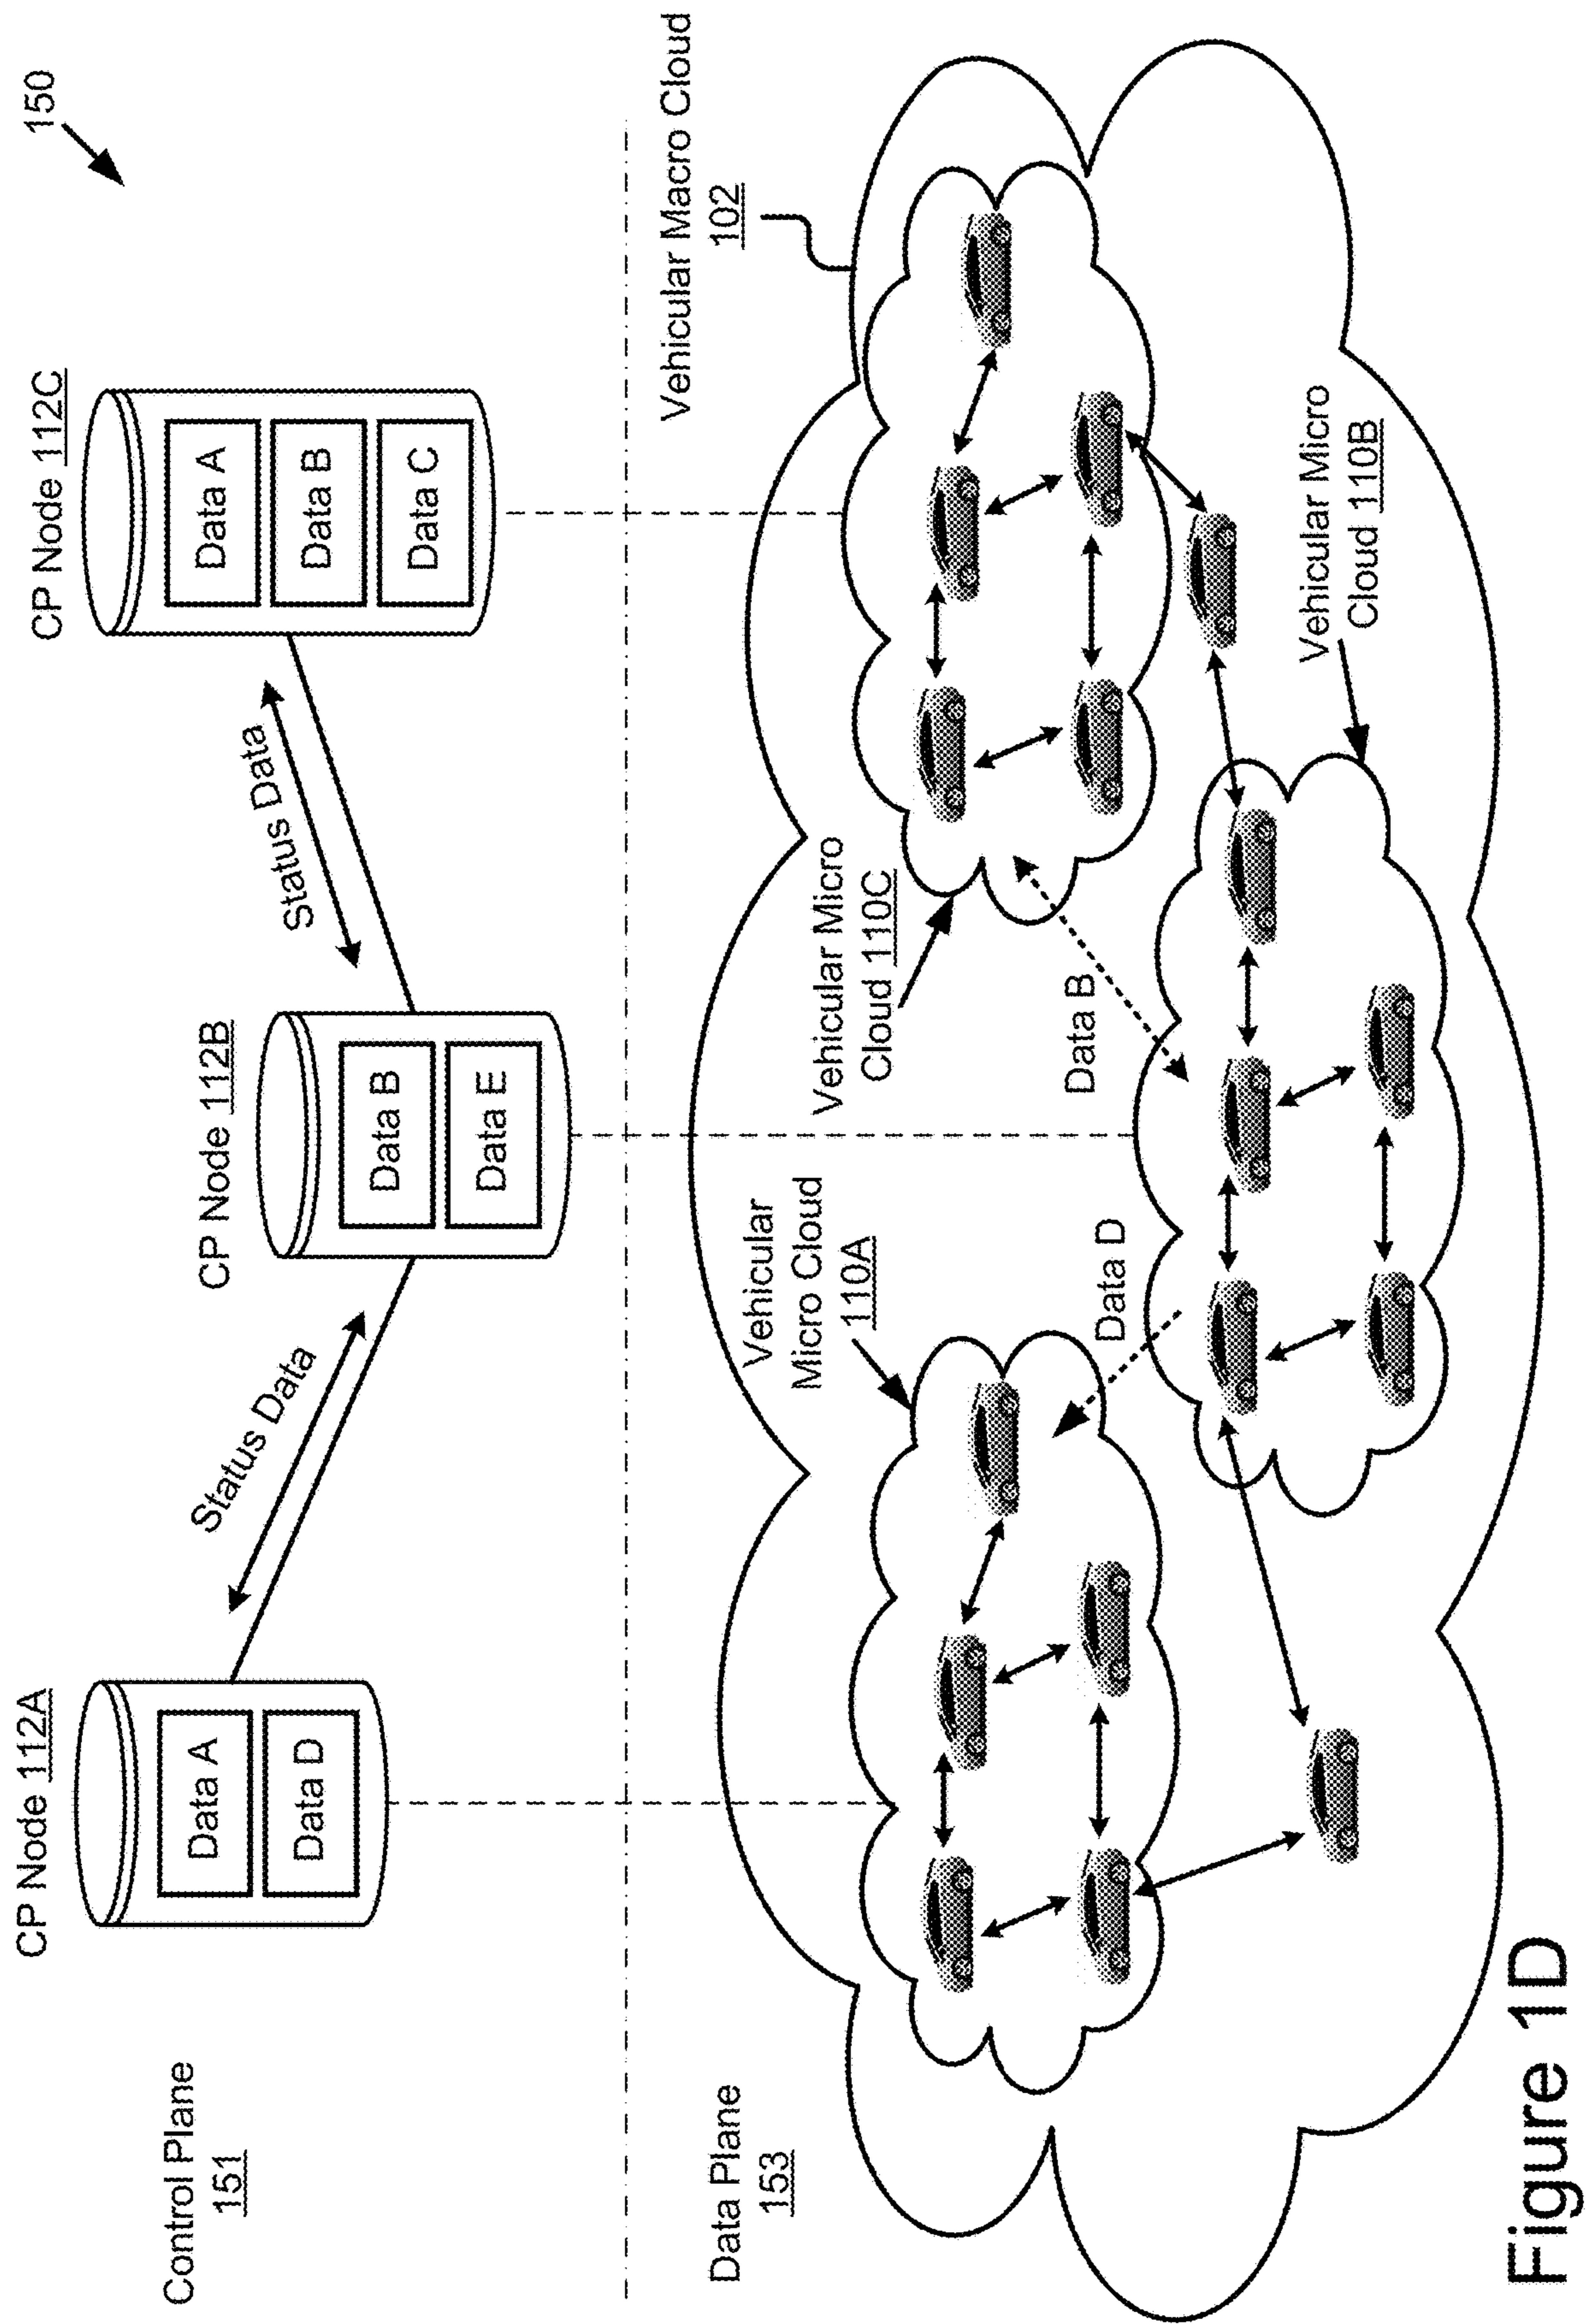 150
CP Node 112A
Data A
Data D
CP Node 112B
Data B
Data E
CP Node 112C
Data A
Data B
Data C
Status Data
Status Data
Control Plane
151
Data Plane
153
Vehicular Macro Cloud
102
Vehicular
Micro Cloud
110A
Vehicular Micro
Cloud 110C
Data D
Data B
Vehicular Micro
Cloud 110B
Figure 1D